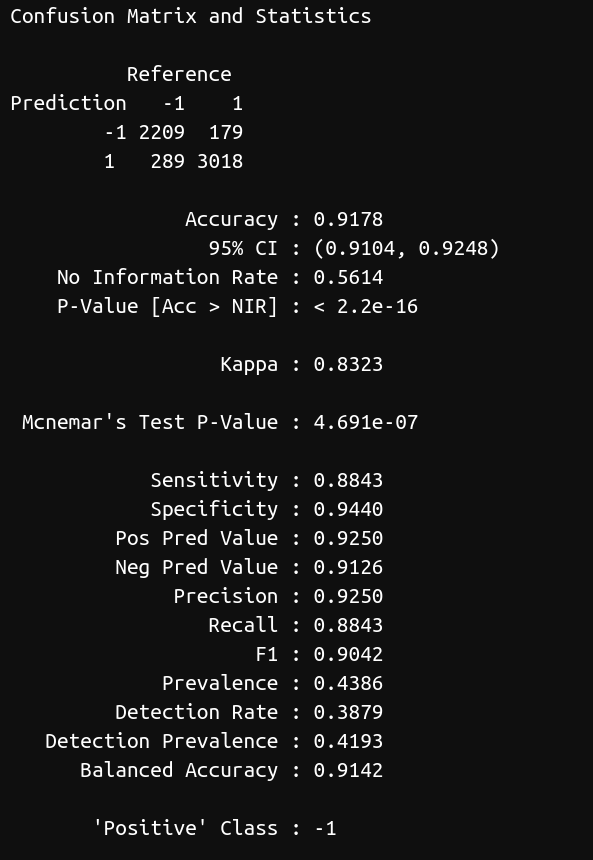 Confusion Matrix and Statistics
Reference
Prediction -1 1
-1 2209 179
1 289 3018
Accuracy : 0.9178
95% CI : (0.9104, 0.9248)
No Information Rate : 0.5614
P-Value [Acc > NIR] : < 2.2e-16
Kappa : 0.8323
Mcnemar's Test P-Value : 4.691e-07
Sensitivity : 0.8843
Specificity : 0.9440
Pos Pred Value : 0.9250
Neg Pred Value : 0.9126
Precision : 0.9250
Recall : 0.8843
F1 : 0.9042
Prevalence : 0.4386
Detection Rate : 0.3879
Detection Prevalence : 0.4193
Balanced Accuracy : 0.9142
'Positive' Class : -1